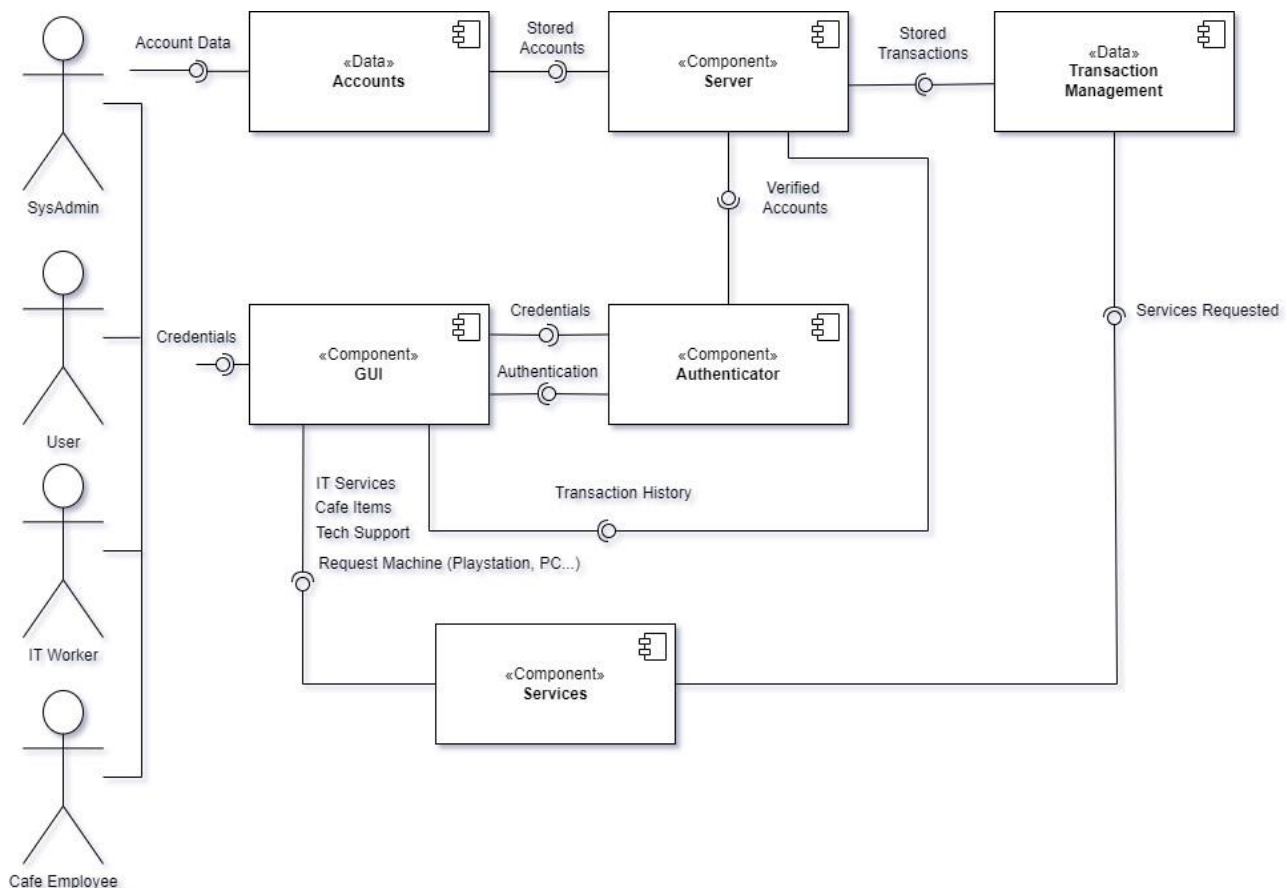 Account Data
«Data»
Accounts
Stored
Accounts
«Component»
Server
Stored
Transactions
«Data»
Transaction
Management
SysAdmin
Verified
Accounts
User
Credentials
«Component»
GUI
Credentials
Authentication
«Component»
Authenticator
Services Requested
IT Services
Cafe Items
Tech Support
Request Machine (Playstation, PC...)
Transaction History
IT Worker
«Component»
Services
Cafe Employee